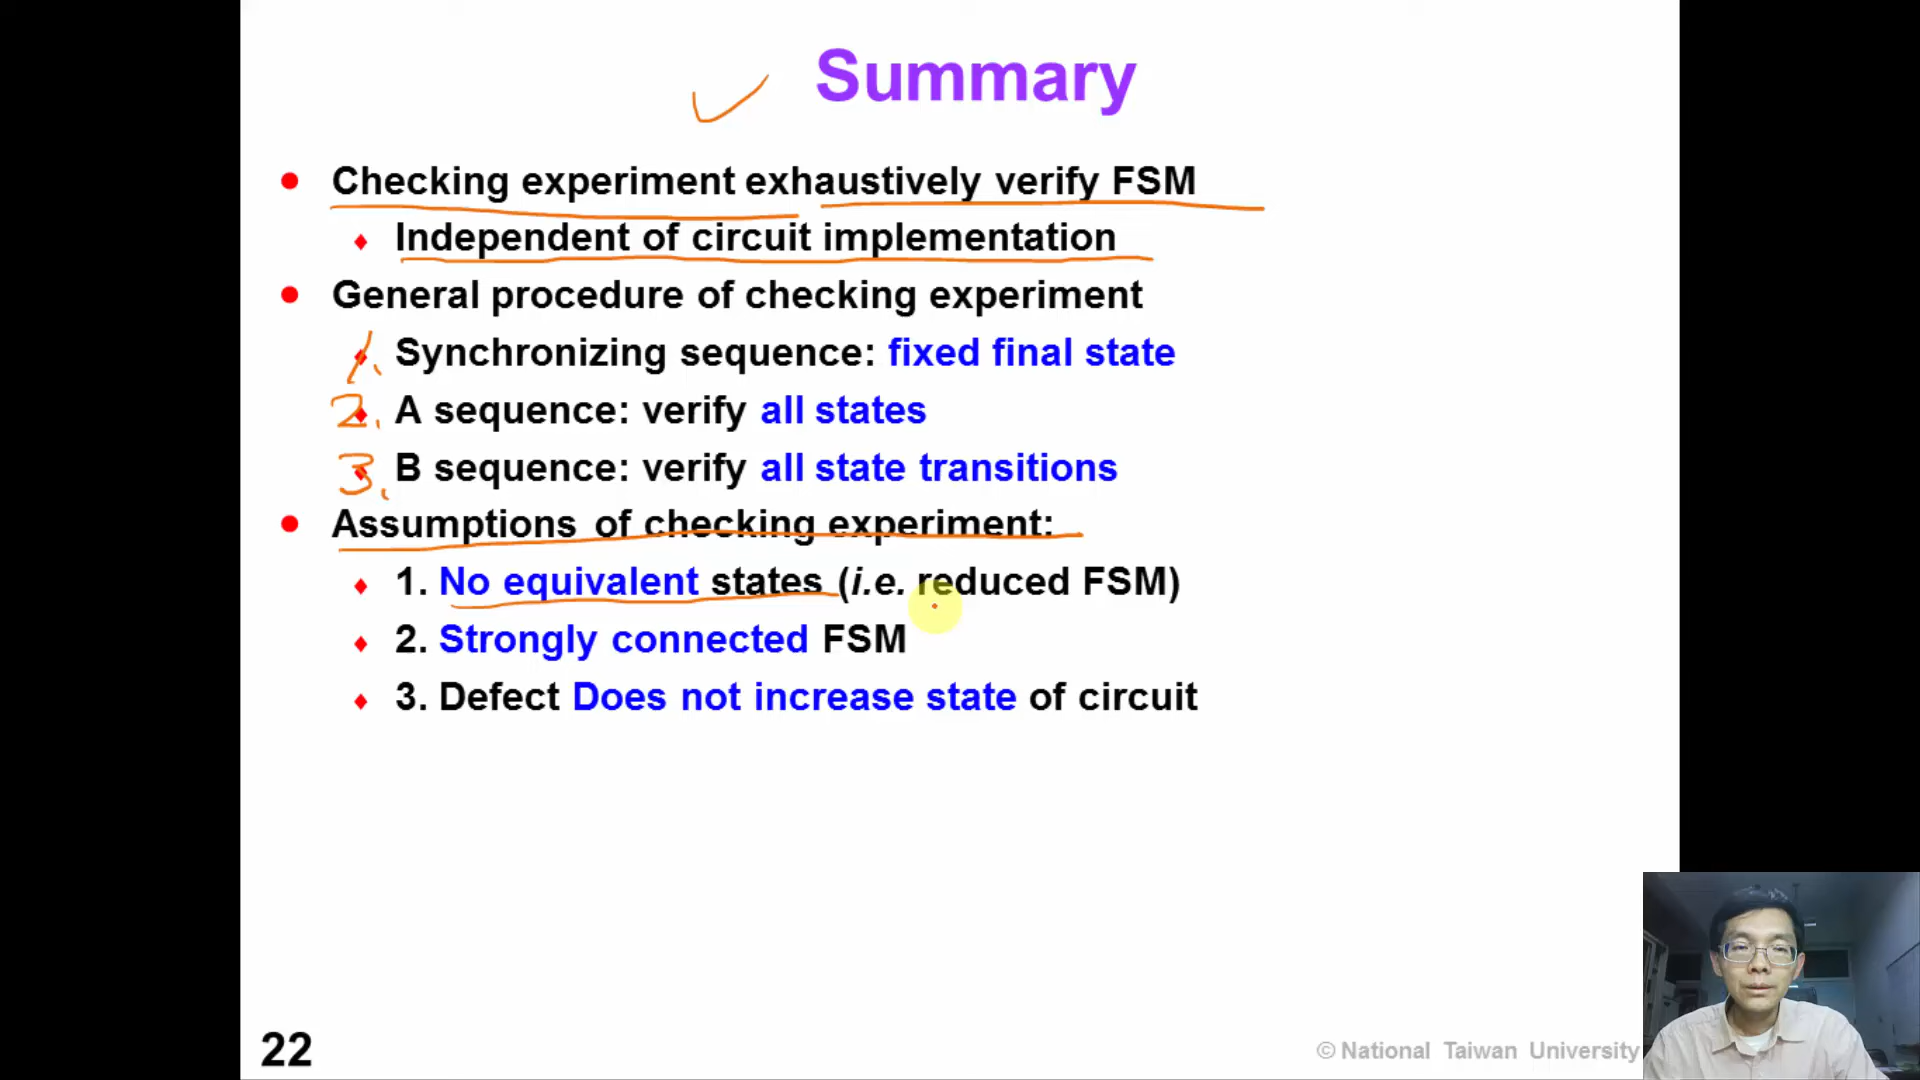 Summary
Checking experiment exhaustively verify FSM
Independent of circuit implementation
General procedure of checking experiment
1. Synchronizing sequence: fixed final state
2. A sequence: verify all states
3. B sequence: verify all state transitions
Assumptions of checking experiment:
1. No equivalent states (i.e. reduced FSM)
2. Strongly connected FSM
3. Defect Does not increase state of circuit
22
© National Taiwan University